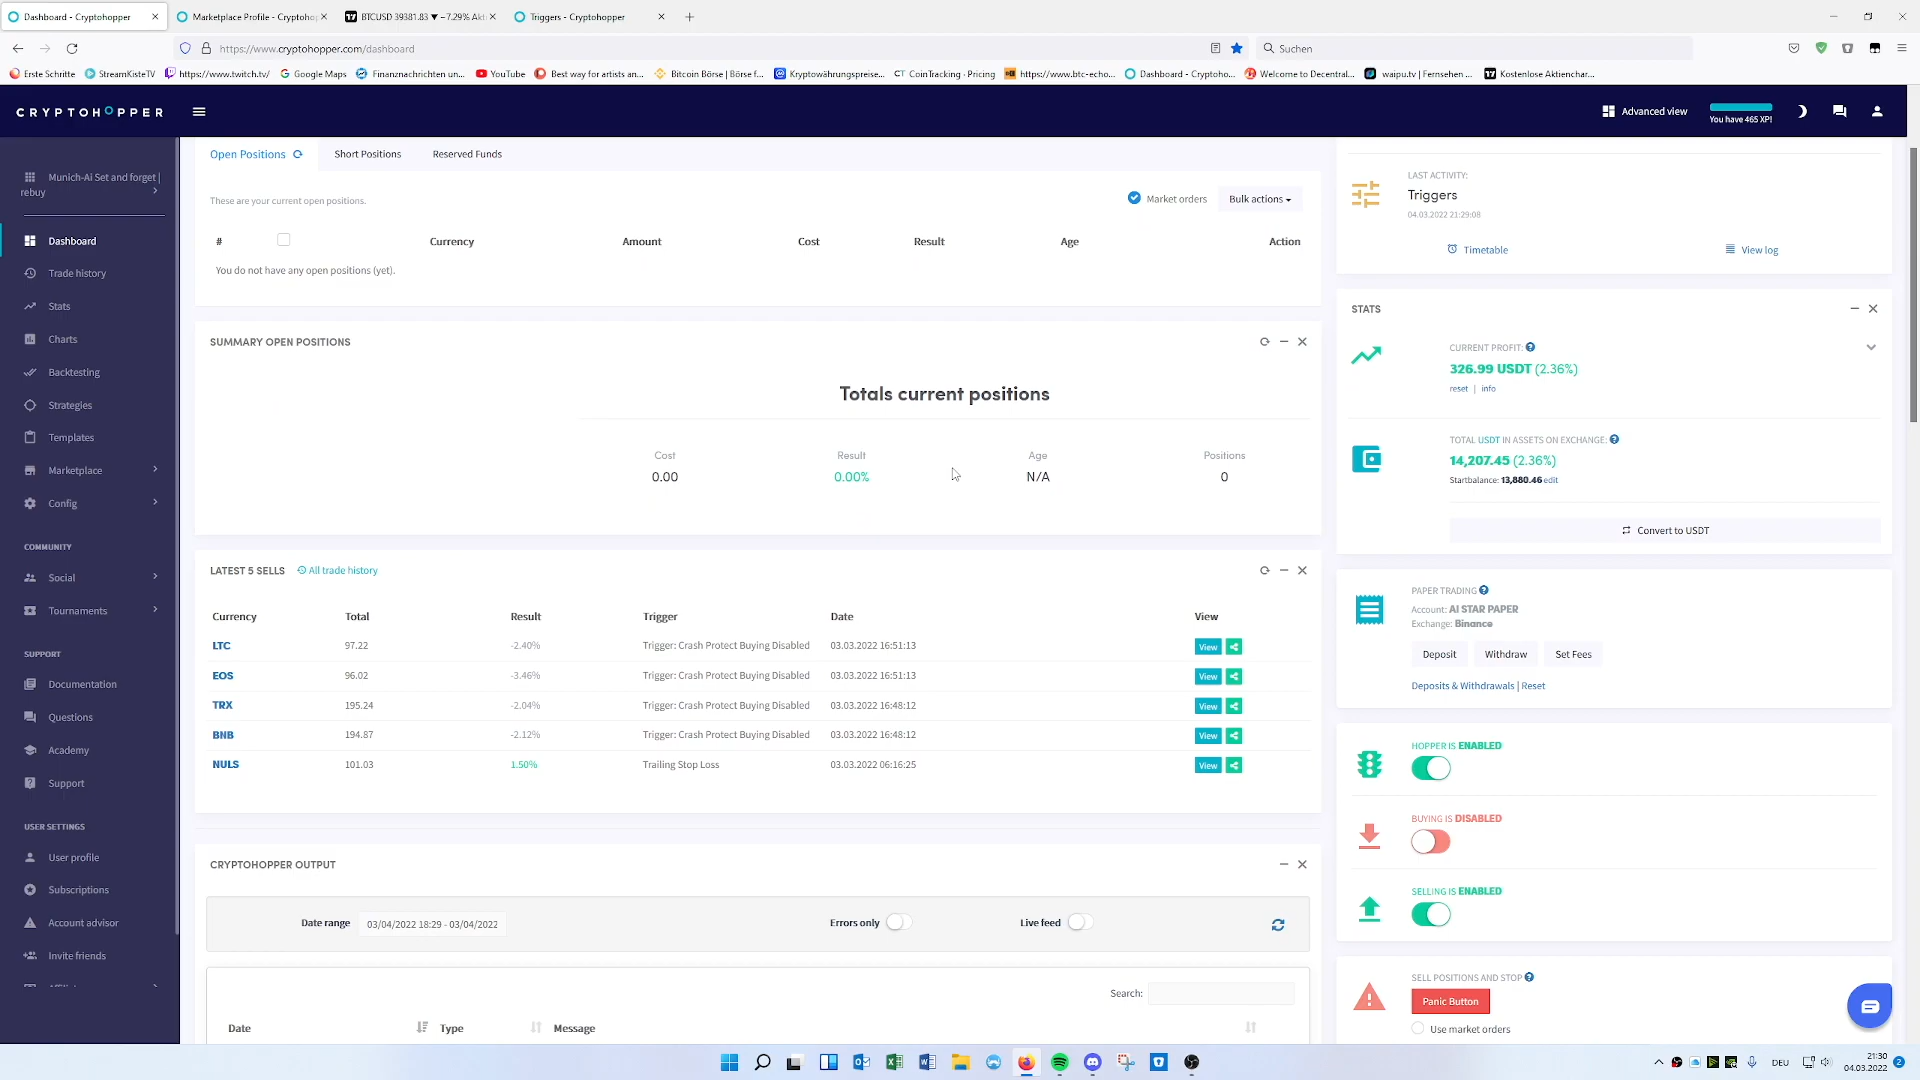 Dashboard - Cryptohopper
Marketplace Profile - Cryptohop
BTCUSD 39381.83 ▼ −7.29% Akt
Triggers - Cryptohopper
https://www.cryptohopper.com/dashboard
Suchen
Erste Schritte
StreamKisteTV
https://www.twitch.tv/
Google Maps
Finanznachrichten un...
YouTube
Best way for artists an...
Bitcoin Börse | Börse f...
Kryptowährungspreise...
CoinTracking · Pricing
https://www.btc-echo...
Dashboard - Cryptoho...
Welcome to Decentral...
waipu.tv | Fernsehen ...
Kostenlose Aktienchar...
CRYPTOHOPPER
Advanced view
You have 465 XP!
Munich-Ai Set and forget |
rebuy
Dashboard
Trade history
Stats
Charts
Backtesting
Strategies
Templates
Marketplace
Config
COMMUNITY
Social
Tournaments
SUPPORT
Documentation
Questions
Academy
Support
USER SETTINGS
User profile
Subscriptions
Account advisor
Invite friends
Open Positions
Short Positions
Reserved Funds
These are your current open positions.
Market orders
Bulk actions
# Currency Amount Cost Result Age Action
You do not have any open positions (yet).
SUMMARY OPEN POSITIONS
Totals current positions
Cost Result Age Positions
0.00 0.00% N/A 0
LATEST 5 SELLS All trade history
Currency Total Result Trigger Date View
LTC 97.22 -2.40% Trigger: Crash Protect Buying Disabled 03.03.2022 16:51:13 View
EOS 96.02 -3.46% Trigger: Crash Protect Buying Disabled 03.03.2022 16:51:13 View
TRX 195.24 -2.04% Trigger: Crash Protect Buying Disabled 03.03.2022 16:48:12 View
BNB 194.87 -2.12% Trigger: Crash Protect Buying Disabled 03.03.2022 16:48:12 View
NULS 101.03 1.50% Trailing Stop Loss 03.03.2022 06:16:25 View
CRYPTOHOPPER OUTPUT
Date range 03/04/2022 18:29 - 03/04/2022 Errors only Live feed
Search:
Date Type Message
LAST ACTIVITY:
Triggers
04.03.2022 21:29:08
Timetable View log
STATS
CURRENT PROFIT:
326.99 USDT (2.36%)
reset | info
TOTAL USDT IN ASSETS ON EXCHANGE:
14,207.45 (2.36%)
Startbalance: 13,880.46 edit
Convert to USDT
PAPER TRADING
Account: AI STAR PAPER
Exchange: Binance
Deposit Withdraw Set Fees
Deposits & Withdrawals | Reset
HOPPER IS ENABLED
BUYING IS DISABLED
SELLING IS ENABLED
SELL POSITIONS AND STOP
Panic Button
Use market orders
DEU
21:30
04.03.2022
2